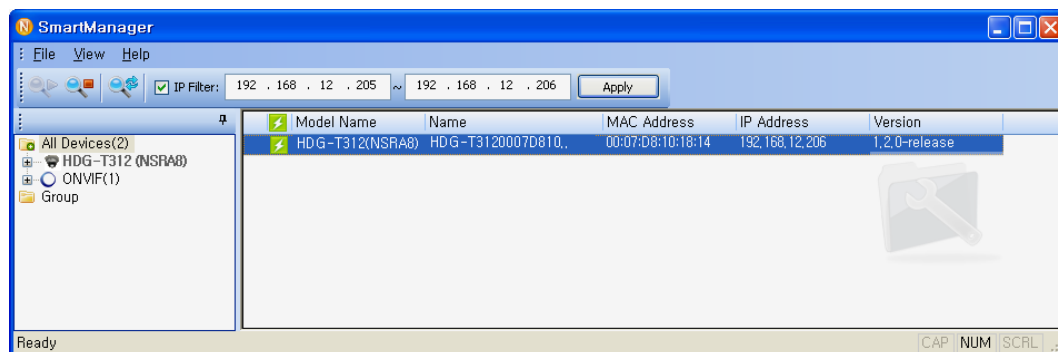 SmartManager
File View Help
IP Filter: 192 . 168 . 12 . 205 ~ 192 . 168 . 12 . 206 Apply
Model Name Name MAC Address IP Address Version
All Devices(2)
HDG-T312(NSRA8) HDG-T3120007D810.. 00:07:D8:10:18:14 192,168,12,206 1,2,0-release
HDG-T312 (NSRA8)
ONVIF(1)
Group
Ready CAP NUM SCRL